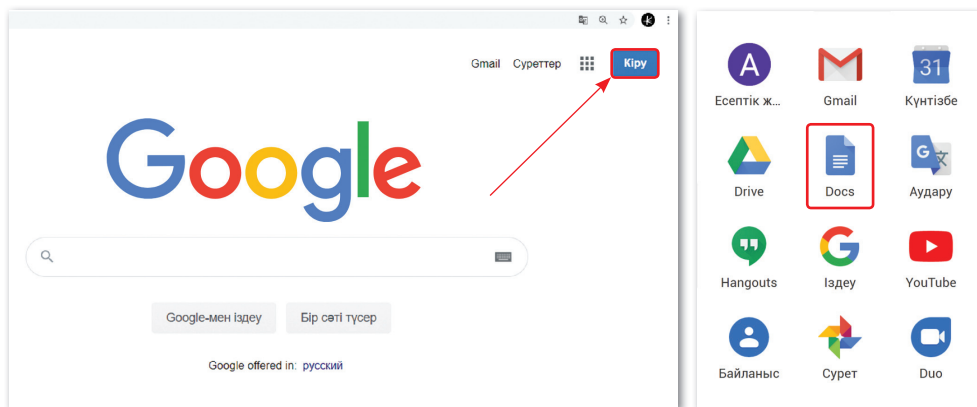 Gmail Суреттер Кіру
Google
Google-мен іздеу Бір сәті түсер
Google offered in: русский
A 31
Есептік ж... Gmail Күнтізбе
G 文
Drive Docs Аудару
Hangouts Іздеу YouTube
Байланыс Сурет Duo